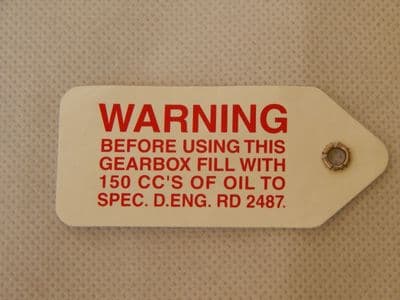 WARNING
BEFORE USING THIS
GEARBOX FILL WITH
150 CC'S OF OIL TO
SPEC. D.ENG. RD 2487.